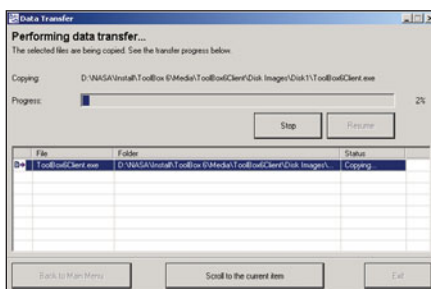 Data Transfer
Performing data transfer...
The selected files are being copied. See the transfer progress below.
Copying: D:\NASA\Install\ToolBox 6\Media\ToolBox6Client\Disk Images\Disk1\ToolBox6Client.exe
Progress: 2%
Stop Resume
File Folder Status
ToolBox6Client.exe D:\NASA\Install\ToolBox 6\Media\ToolBox6Client\Disk Images\... Copying...
Back to Main Menu Scroll to the current item Exit